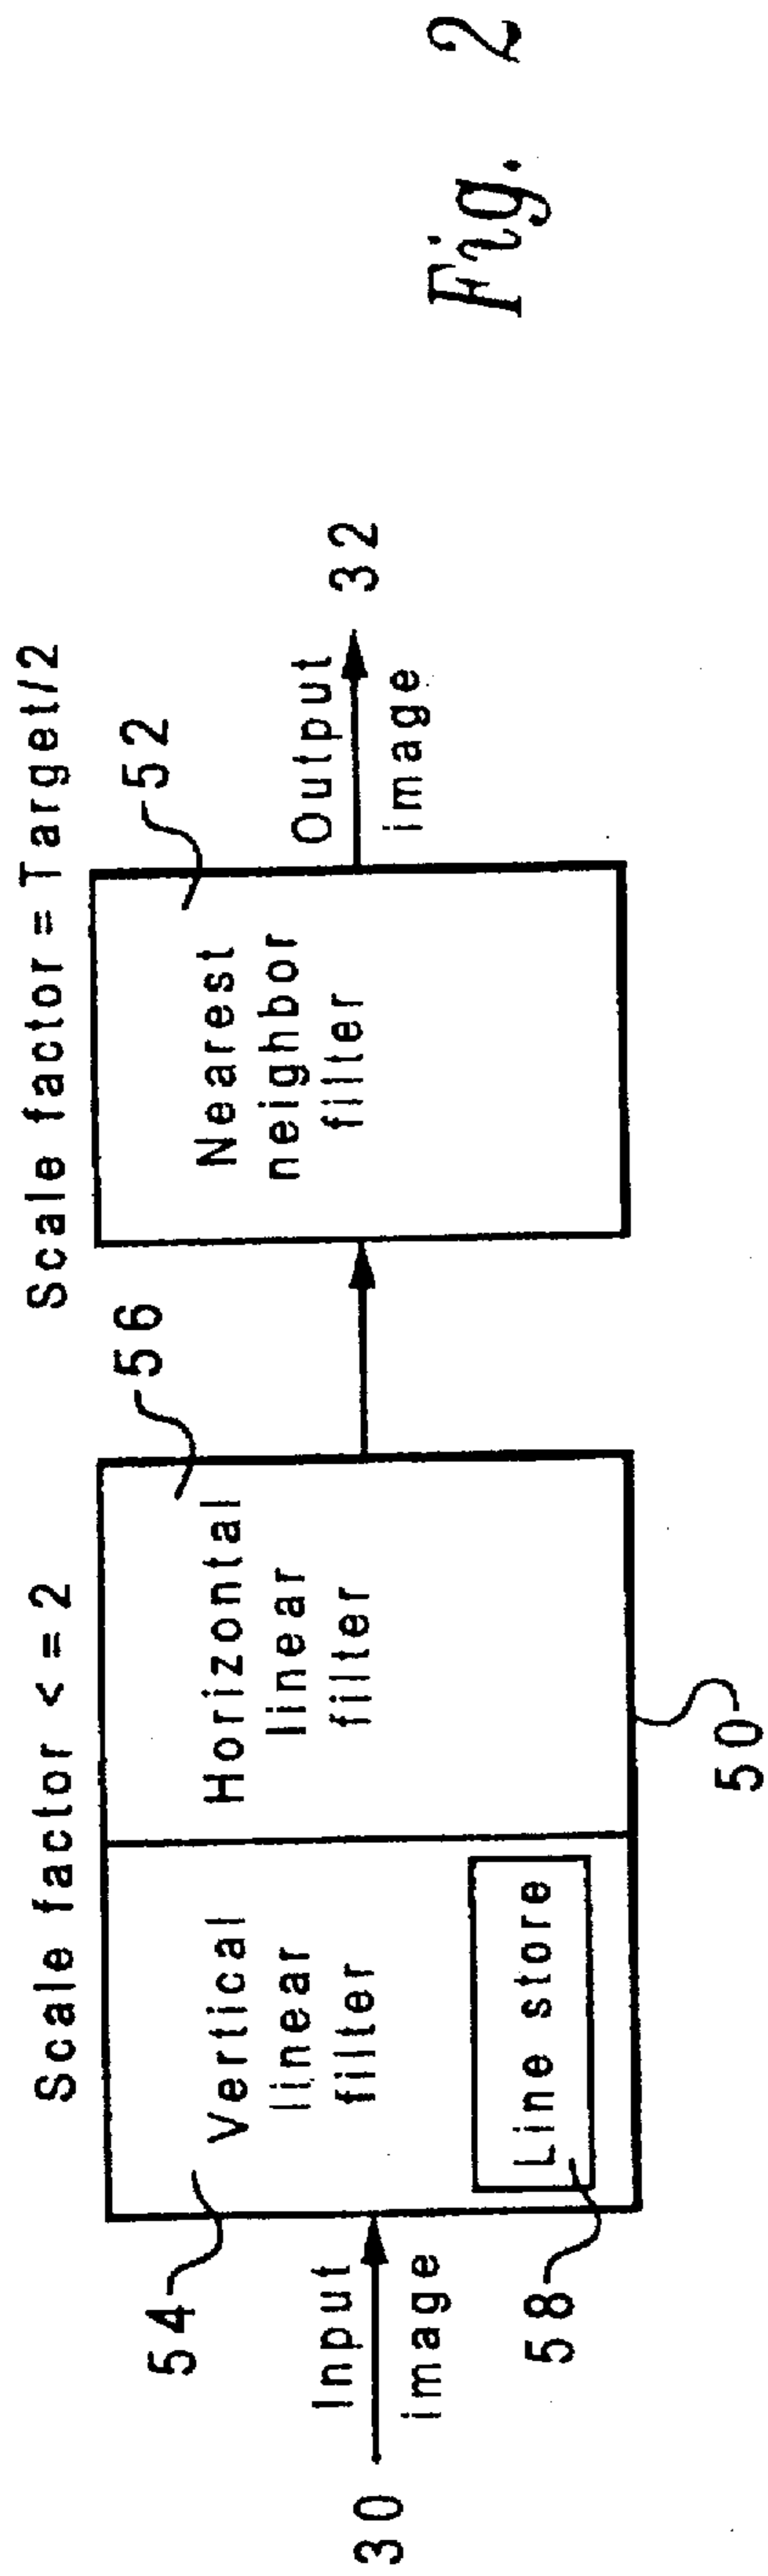 Scale factor <=2
Scale factor=Target/2
54
56
52
Vertical
linear
filter
Horizontal
linear
filter
Nearest
neighbor
filter
30
Input
image
Output
image
32
Line store
58
50
Fig. 2